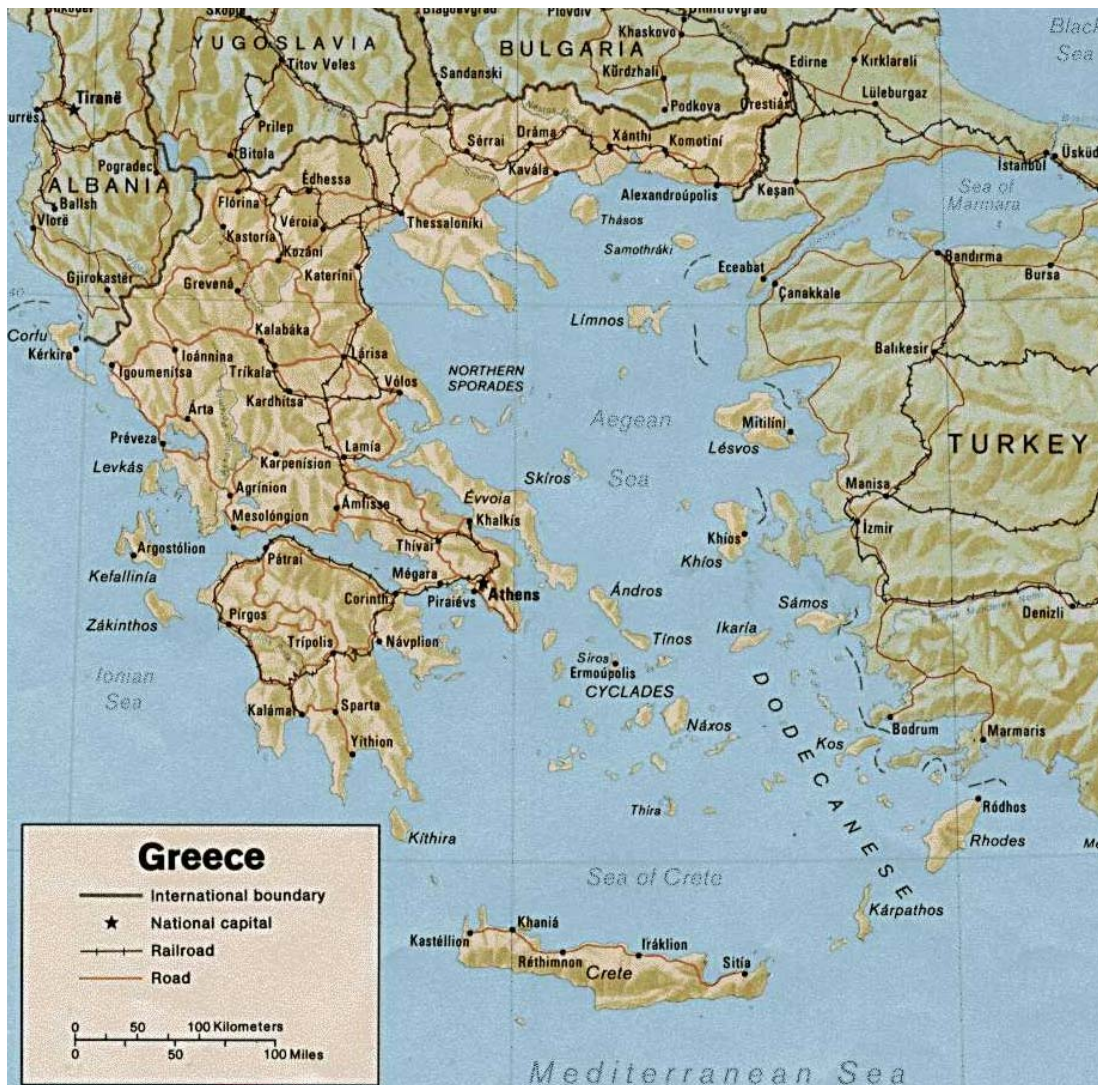 YUGOSLAVIA
BULGARIA
Black
Sea
Khaskovo
Titov Veles
Sandanski
Kŭrdzhali
Edirne
Kırklareli
Tiranë
Prilep
Podkova
Orestiás
Lüleburgaz
Pogradec
Bitola
Sérrai
Dráma
Xánthi
Komotiní
İstanbul
ALBANIA
Édhessa
Kavála
Alexandroúpolis
Keşan
Sea of
Marmara
Ballsh
Flórina
Vlorë
Véroia
Thessaloníki
Thásos
Kastoría
Kozáni
Samothráki
Gjirokastër
Grevená
Kateríni
Eceabat
Bandırma
Bursa
Çanakkale
40
Corfu
Kérkira
Kalabáka
Límnos
Ioánnina
Lárisa
Balıkesir
Igoumenítsa
Tríkala
NORTHERN
SPORADES
Vólos
Kardhítsa
Árta
Aegean
Sea
Mitilíni
Lésvos
TURKEY
Préveza
Lamía
Levkás
Karpenísion
Skíros
Agrínion
Évvoia
Manisa
Mesolóngion
Ámfissa
Khalkís
İzmir
Argostólion
Thívai
Khíos
Khíos
Kefallinía
Pátrai
Mégara
Athens
Ándros
Corinth
Piraiévs
Sámos
Zákinthos
Pírgos
Denizli
Tínos
Ikaría
Trípolis
Návplion
Síros
Ermoúpolis
Ionian
Sea
CYCLADES
DODECANESE
Kalámai
Sparta
Náxos
Bodrum
Marmaris
Yíthion
Kos
Thíra
Ródhos
Kíthira
Rhodes
Sea of Crete
Kárpathos
Khaniá
Kastéllion
Iráklion
Réthimnon
Sitía
Crete
Mediterranean Sea
Greece
International boundary
National capital
Railroad
Road
0 50 100 Kilometers
0 50 100 Miles